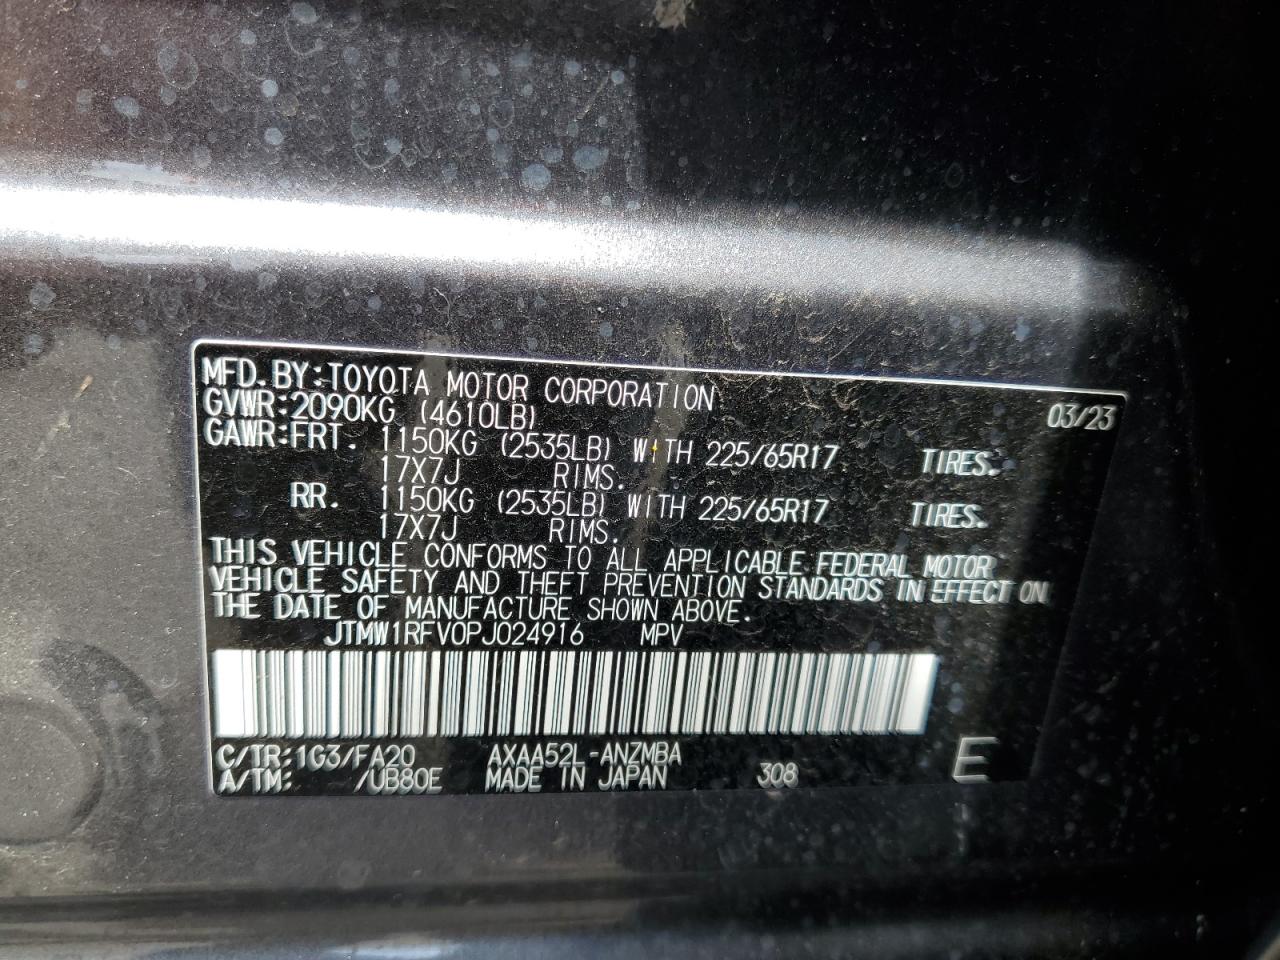 MFD. BY: TOYOTA MOTOR CORPORATION 03/23
GVWR: 2090KG (4610LB)
GAWR: FRT. 1150KG (2535LB) WITH 225/65R17 TIRES.
17X7J RIMS.
RR. 1150KG (2535LB) WITH 225/65R17 TIRES.
17X7J RIMS.
THIS VEHICLE CONFORMS TO ALL APPLICABLE FEDERAL MOTOR
VEHICLE SAFETY AND THEFT PREVENTION STANDARDS IN EFFECT ON
THE DATE OF MANUFACTURE SHOWN ABOVE.
JTMW1RFV0PJ024916 MPV
C/TR: 1G3/FA20 AXAA52L-ANZMBA
A/TM: /UB80E MADE IN JAPAN 308 E